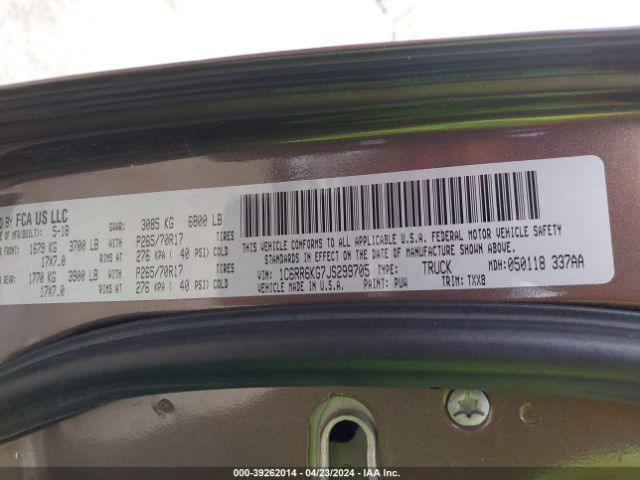 D BY FCA US LLC
E OF MFR(BUILT): 5-18 GVWR: 3085 KG 6800 LB
FRONT 1679 KG 3700 LB WITH P265/70R17 TIRES
17X7.0 RIMS AT 276 KPA ( 40 PSI) COLD
REAR: 1770 KG 3900 LB WITH P265/70R17 TIRES
17X7.0 RIMS AT 276 KPA ( 40 PSI) COLD
THIS VEHICLE CONFORMS TO ALL APPLICABLE U.S.A. FEDERAL MOTOR VEHICLE SAFETY
STANDARDS IN EFFECT ON THE DATE OF MANUFACTURE SHOWN ABOVE.
VIN: 1C6RR6KG7JS299705 TYPE: TRUCK MDH: 050118 337AA
VEHICLE MADE IN U.S.A. PAINT: PUW TRIM: TXX8
000-39262014 - 04/23/2024 - IAA Inc.